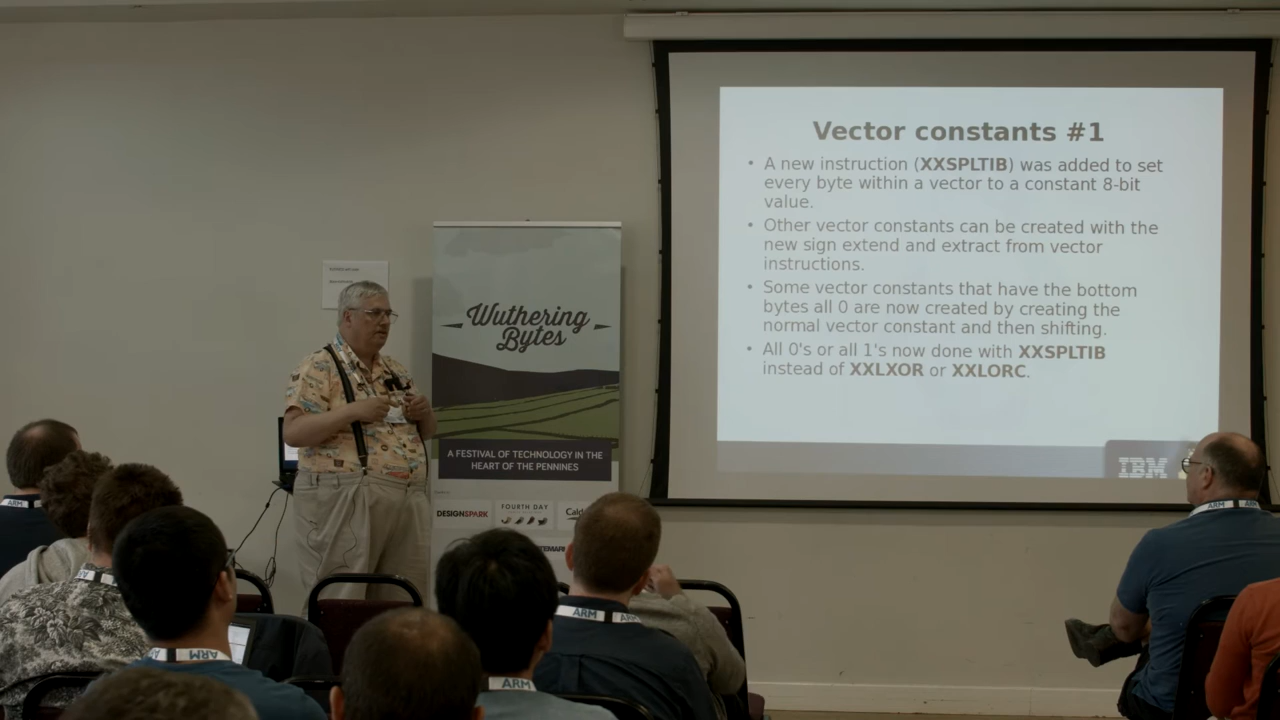 Vector constants #1
• A new instruction (XXSPLTIB) was added to set
every byte within a vector to a constant 8-bit
value.
• Other vector constants can be created with the
new sign extend and extract from vector
instructions.
• Some vector constants that have the bottom
bytes all 0 are now created by creating the
normal vector constant and then shifting.
• All 0's or all 1's now done with XXSPLTIB
instead of XXLXOR or XXLORC.
IBM
Wuthering
Bytes
A FESTIVAL OF TECHNOLOGY IN THE
HEART OF THE PENNINES
DESIGNSPARK
FOURTH DAY
ARM
ARM
ARM
ARM
ARM
ARM